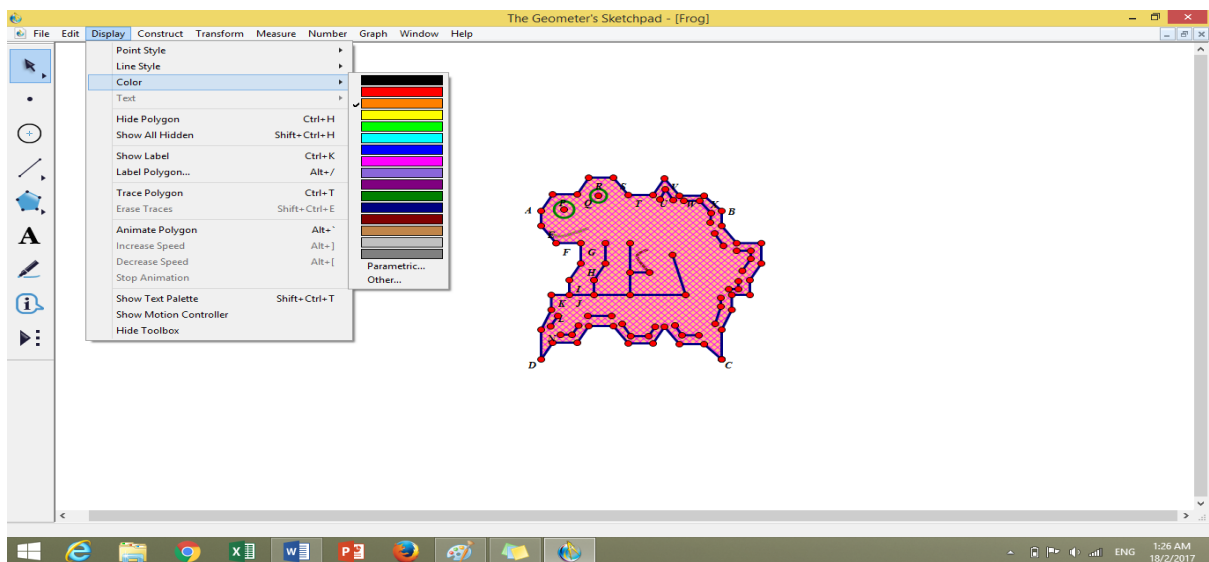 The Geometer's Sketchpad - [Frog]
File Edit Display Construct Transform Measure Number Graph Window Help
Point Style
Line Style
Color
Text
Hide Polygon Ctrl+H
Show All Hidden Shift+Ctrl+H
Show Label Ctrl+K
Label Polygon... Alt+/
Trace Polygon Ctrl+T
Erase Traces Shift+Ctrl+E
Animate Polygon Alt+`
Increase Speed Alt+]
Decrease Speed Alt+[
Stop Animation
Show Text Palette Shift+Ctrl+T
Show Motion Controller
Hide Toolbox
Parametric...
Other...
A
R S V
A P Q T U W X B
E
F G
H
I
K J
L
D C
ENG 1:26 AM
18/2/2017